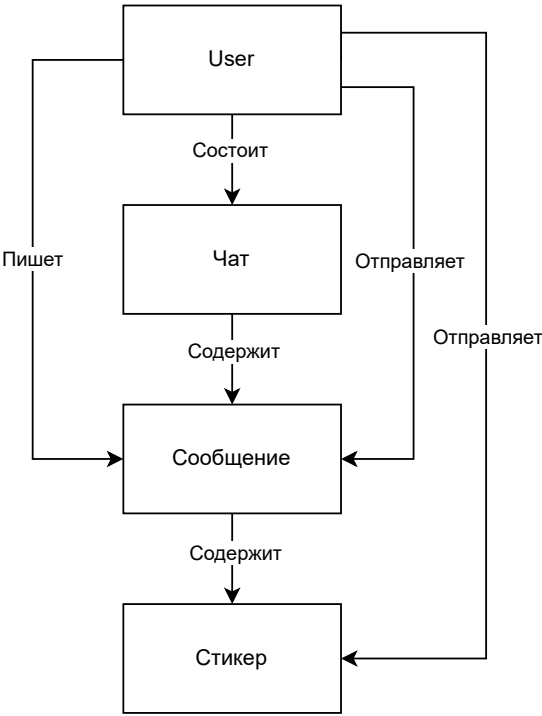 User
Состоит
Чат
Пишет
Отправляет
Отправляет
Содержит
Сообщение
Содержит
Стикер